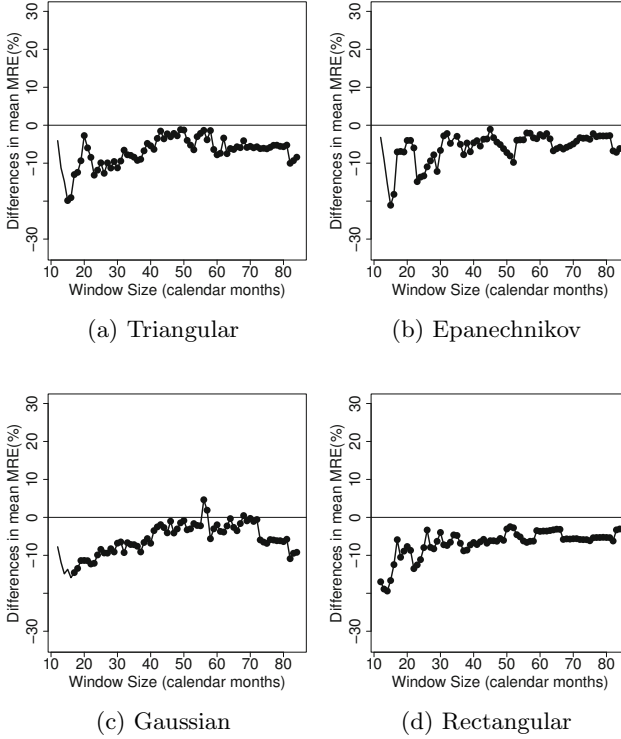 Differences in mean MRE(%)
30
20
10
0
−10
−30
10 20 30 40 50 60 70 80
Window Size (calendar months)
(a) Triangular
Differences in mean MRE(%)
30
20
10
0
−10
−30
10 20 30 40 50 60 70 80
Window Size (calendar months)
(b) Epanechnikov
Differences in mean MRE(%)
30
20
10
0
−10
−30
10 20 30 40 50 60 70 80
Window Size (calendar months)
(c) Gaussian
Differences in mean MRE(%)
30
20
10
0
−10
−30
10 20 30 40 50 60 70 80
Window Size (calendar months)
(d) Rectangular